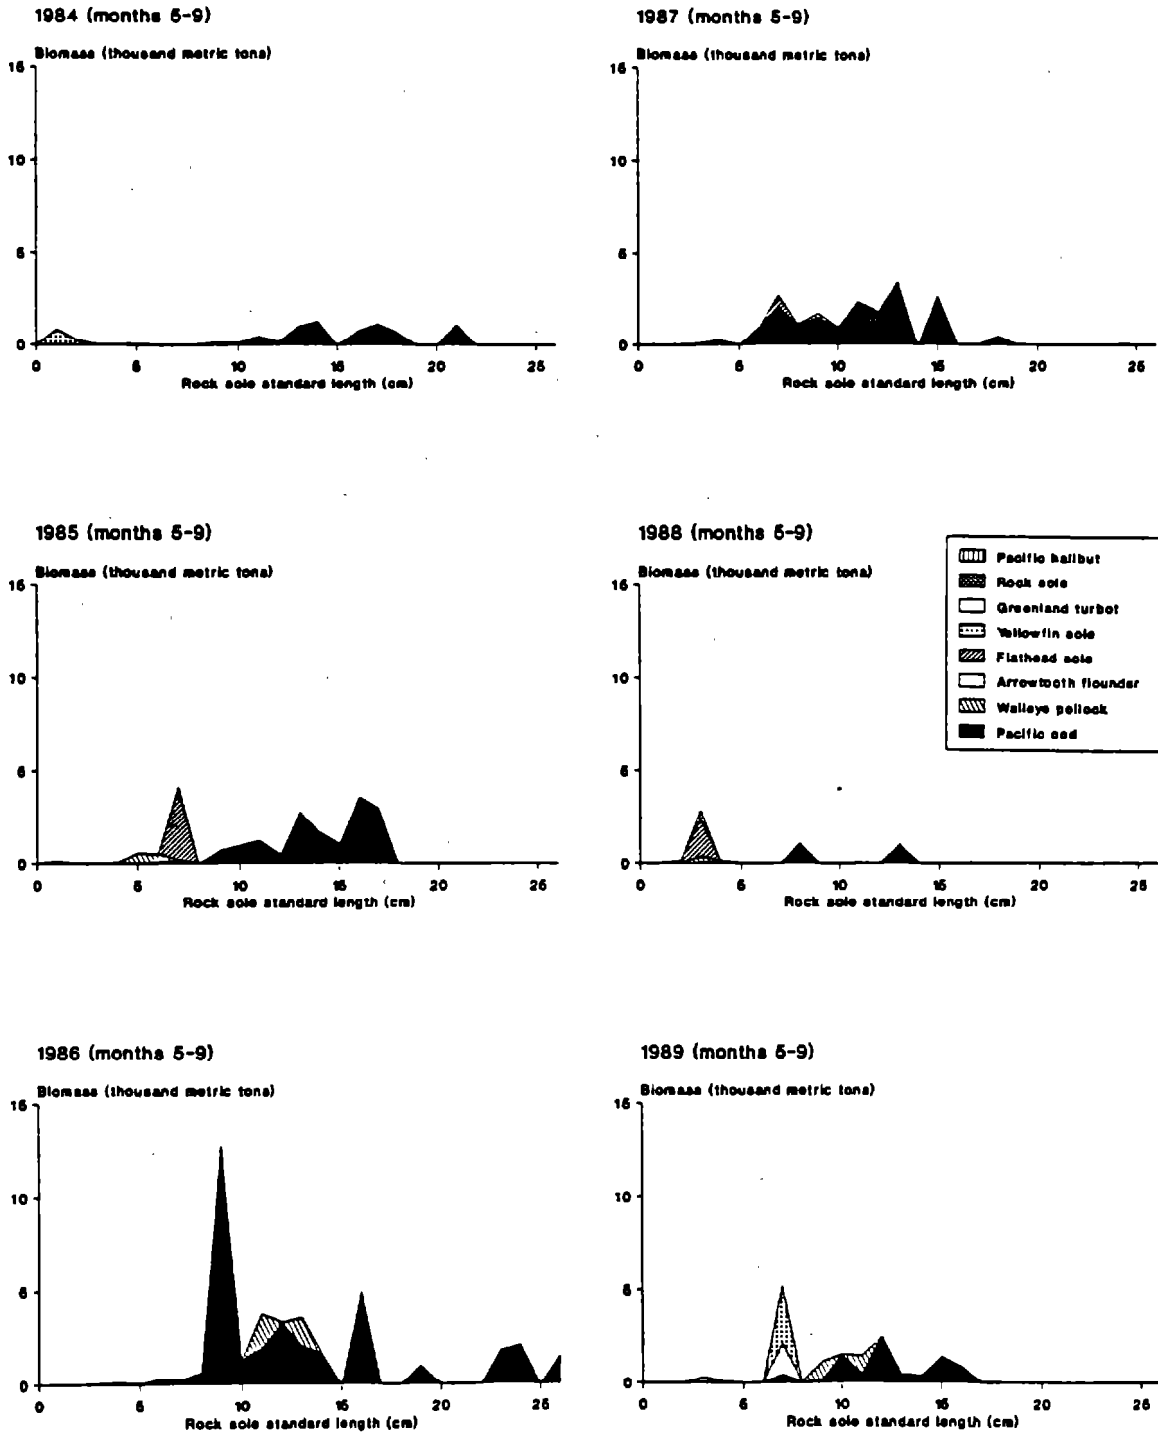 1984 (months 5-9)
Biomass (thousand metric tons)
15
10
5
0
0 5 10 15 20 25
Rock sole standard length (cm)
1987 (months 5-9)
Biomass (thousand metric tons)
15
10
5
0
0 5 10 15 20 25
Rock sole standard length (cm)
1985 (months 5-9)
Biomass (thousand metric tons)
15
10
5
0
0 5 10 15 20 25
Rock sole standard length (cm)
1988 (months 5-9)
Biomass (thousand metric tons)
15
10
5
0
0 5 10 15 20 25
Rock sole standard length (cm)
Pacific halibut
Rock sole
Greenland turbot
Yellowfin sole
Flathead sole
Arrowtooth flounder
Walleye pollock
Pacific cod
1986 (months 5-9)
Biomass (thousand metric tons)
15
10
5
0
0 5 10 15 20 25
Rock sole standard length (cm)
1989 (months 5-9)
Biomass (thousand metric tons)
15
10
5
0
0 5 10 15 20 25
Rock sole standard length (cm)